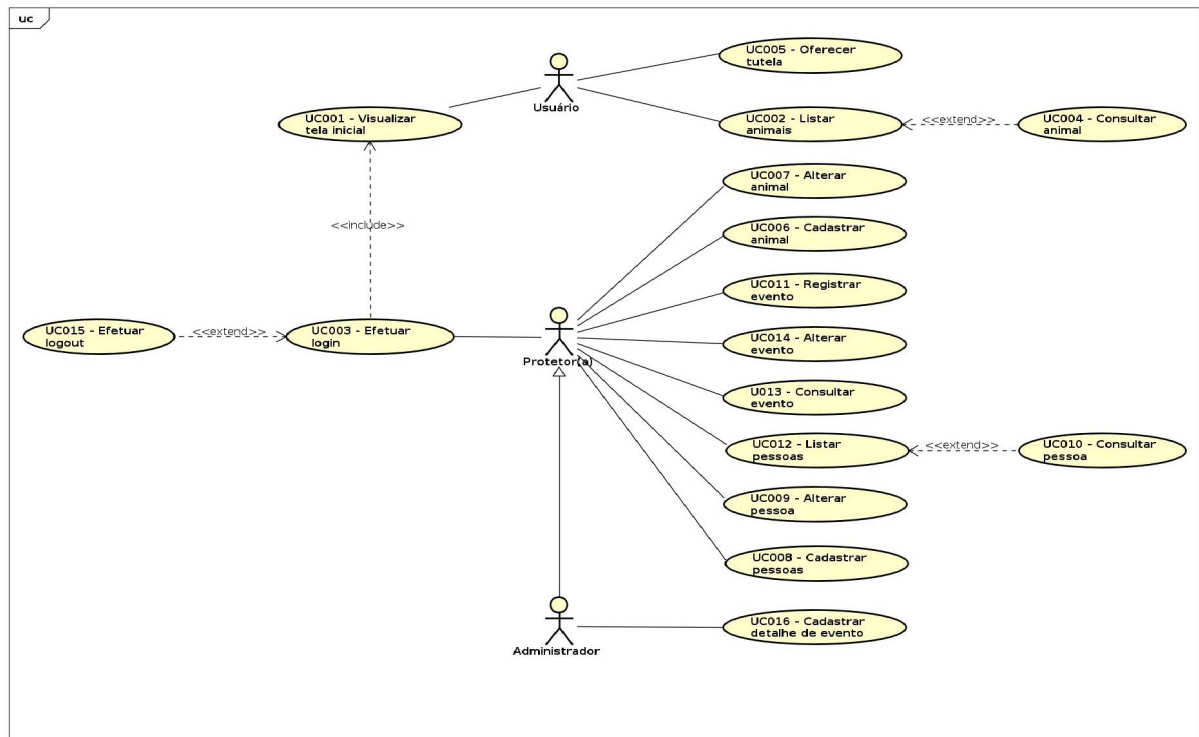 uc
UC005 - Oferecer
tutela
Usuário
UC001 - Visualizar
tela inicial
UC002 - Listar
animais
<<extend>>
UC004 - Consultar
animal
UC007 - Alterar
animal
<<include>>
UC006 - Cadastrar
animal
UC011 - Registrar
evento
UC015 - Efetuar
logout
<<extend>>
UC003 - Efetuar
login
Protetor(a)
UC014 - Alterar
evento
U013 - Consultar
evento
UC012 - Listar
pessoas
<<extend>>
UC010 - Consultar
pessoa
UC009 - Alterar
pessoa
UC008 - Cadastrar
pessoas
Administrador
UC016 - Cadastrar
detalhe de evento